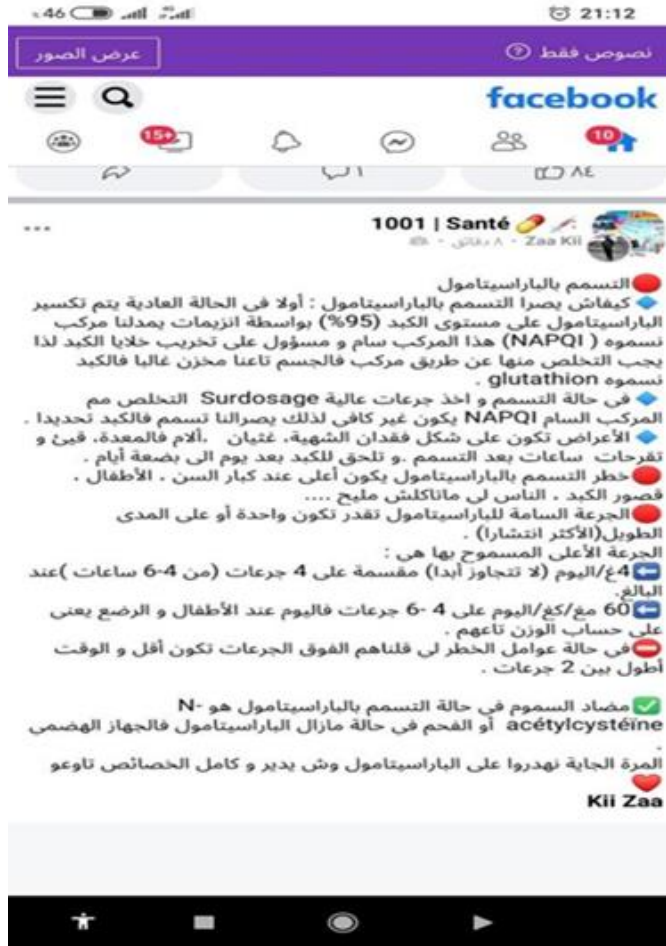 46 21:12
نصوص فقط عرض الصور
facebook
15+ 10
١ ٨٤
1001 | Santé
Zaa Kii · ٨ دقائق ·
التسمم بالباراسيتامول
كيفاش يصرا التسمم بالباراسيتامول : أولا في الحالة العادية يتم تكسير
الباراسيتامول على مستوى الكبد (95%) بواسطة انزيمات يمدلنا مركب
نسموه ( NAPQI) هذا المركب سام و مسؤول على تخريب خلايا الكبد لذا
يجب التخلص منها عن طريق مركب فالجسم تاعنا مخزن غالبا فالكبد
نسموه glutathion .
في حالة التسمم و اخذ جرعات عالية Surdosage التخلص مم
المركب السام NAPQI يكون غير كافي لذلك يصرالنا تسمم فالكبد تحديدا .
الأعراض تكون على شكل فقدان الشهية، غثيان ،ألام فالمعدة، قيئ و
تقرحات ساعات بعد التسمم .و تلحق للكبد بعد يوم الى بضعة أيام .
خطر التسمم بالباراسيتامول يكون أعلى عند كبار السن ، الأطفال ،
قصور الكبد ، الناس لي ماتاكلش مليح ....
الجرعة السامة للباراسيتامول تقدر تكون واحدة أو على المدى
الطويل(الأكثر انتشارا) .
الجرعة الأعلى المسموح بها هي :
4غ/اليوم (لا تتجاوز أبدا) مقسمة على 4 جرعات (من 4-6 ساعات )عند
البالغ.
60 مغ/كغ/اليوم على 4 -6 جرعات فاليوم عند الأطفال و الرضع يعني
على حساب الوزن تاعهم .
في حالة عوامل الخطر لي قلناهم الفوق الجرعات تكون أقل و الوقت
أطول بين 2 جرعات .
مضاد السموم في حالة التسمم بالباراسيتامول هو N-
acétylcystéïne أو الفحم في حالة مازال الباراسيتامول فالجهاز الهضمي
.
المرة الجاية نهدروا على الباراسيتامول وش يدير و كامل الخصائص تاوعو
Kii Zaa